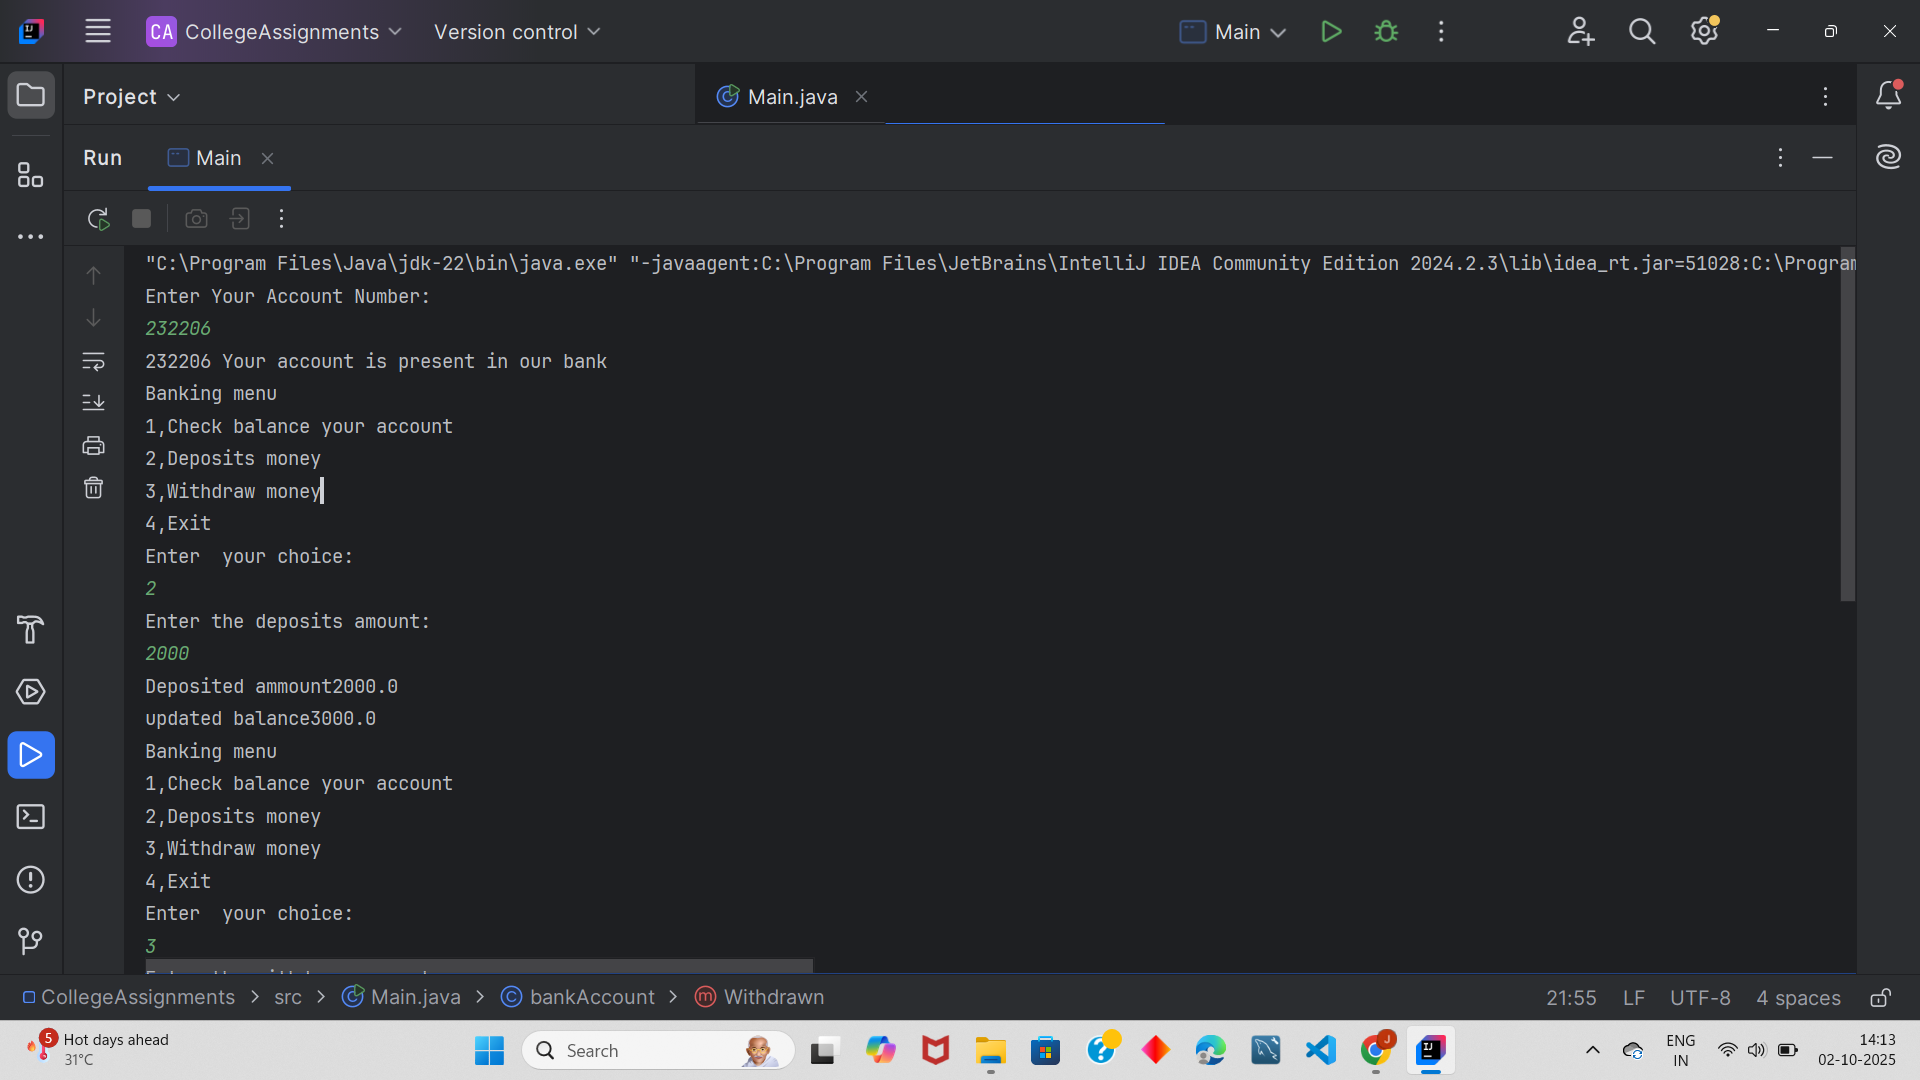 CA CollegeAssignments Version control Main
Project Main.java
Run Main
"C:\Program Files\Java\jdk-22\bin\java.exe" "-javaagent:C:\Program Files\JetBrains\IntelliJ IDEA Community Edition 2024.2.3\lib\idea_rt.jar=51028:C:\Program
Enter Your Account Number:
232206
232206 Your account is present in our bank
Banking menu
1,Check balance your account
2,Deposits money
3,Withdraw money
4,Exit
Enter  your choice:
2
Enter the deposits amount:
2000
Deposited ammount2000.0
updated balance3000.0
Banking menu
1,Check balance your account
2,Deposits money
3,Withdraw money
4,Exit
Enter  your choice:
3
CollegeAssignments > src > Main.java > bankAccount > Withdrawn 21:55 LF UTF-8 4 spaces
5 Hot days ahead
31°C
Search
ENG
IN
14:13
02-10-2025